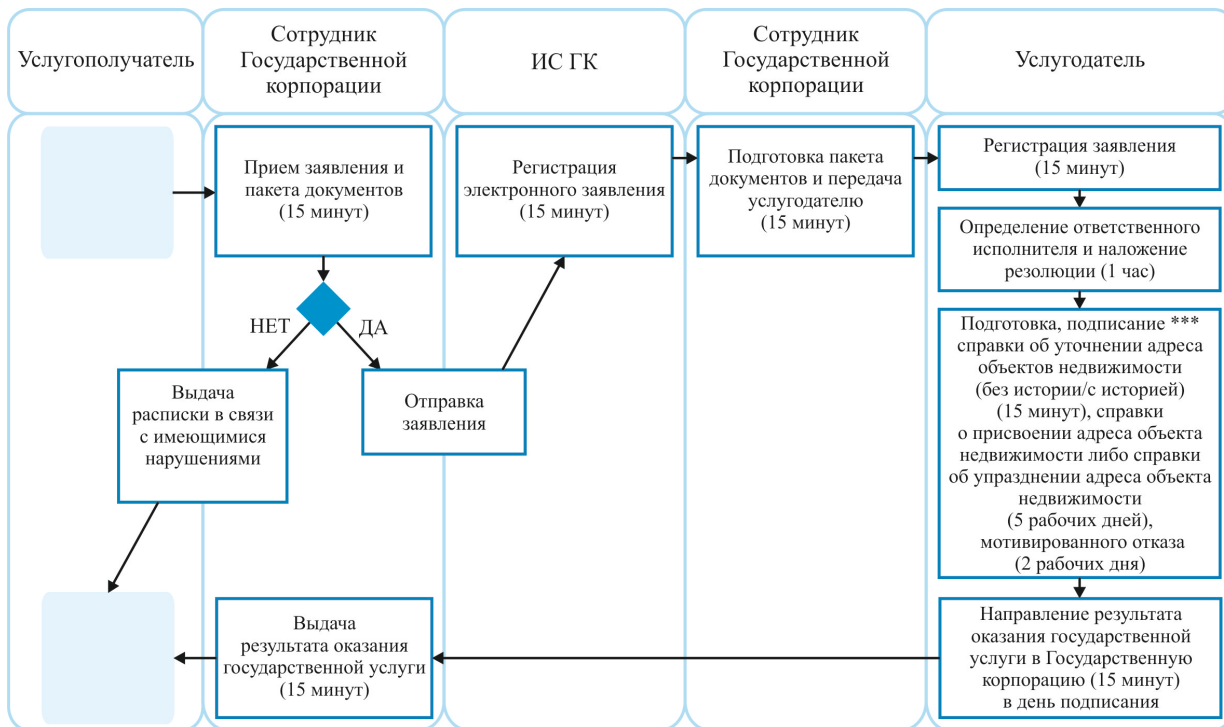 Услугополучатель
Сотрудник
Государственной
корпорации
ИС ГК
Сотрудник
Государственной
корпорации
Услугодатель
Прием заявления и
пакета документов
(15 минут)
Регистрация
электронного заявления
(15 минут)
Подготовка пакета
документов и передача
услугодателю
(15 минут)
Регистрация заявления
(15 минут)
Определение ответственного
исполнителя и наложение
резолюции (1 час)
НЕТ
ДА
Выдача
расписки в связи
с имеющимися
нарушениями
Отправка
заявления
Подготовка, подписание ***
справки об уточнении адреса
объектов недвижимости
(без истории/с историей)
(15 минут), справки
о присвоении адреса объекта
недвижимости либо справки
об упразднении адреса объекта
недвижимости
(5 рабочих дней),
мотивированного отказа
(2 рабочих дня)
Выдача
результата оказания
государственной услуги
(15 минут)
Направление результата
оказания государственной
услуги в Государственную
корпорацию (15 минут)
в день подписания